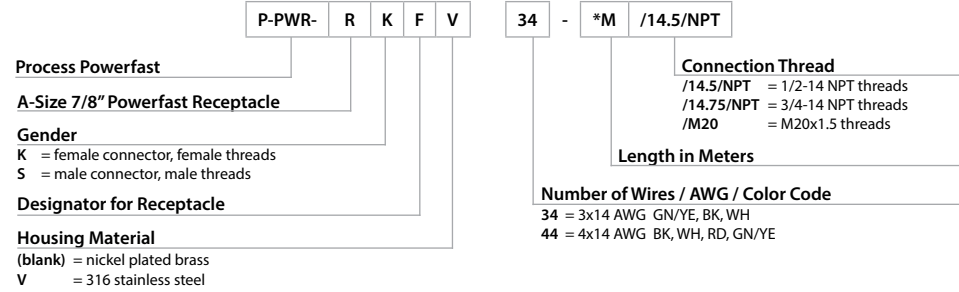 P-PWR- R K F V 34 - *M /14.5/NPT
Process Powerfast
A-Size 7/8” Powerfast Receptacle
Gender
K = female connector, female threads
S = male connector, male threads
Designator for Receptacle
Housing Material
(blank) = nickel plated brass
V = 316 stainless steel
Connection Thread
/14.5/NPT = 1/2-14 NPT threads
/14.75/NPT = 3/4-14 NPT threads
/M20 = M20x1.5 threads
Length in Meters
Number of Wires / AWG / Color Code
34 = 3x14 AWG GN/YE, BK, WH
44 = 4x14 AWG BK, WH, RD, GN/YE